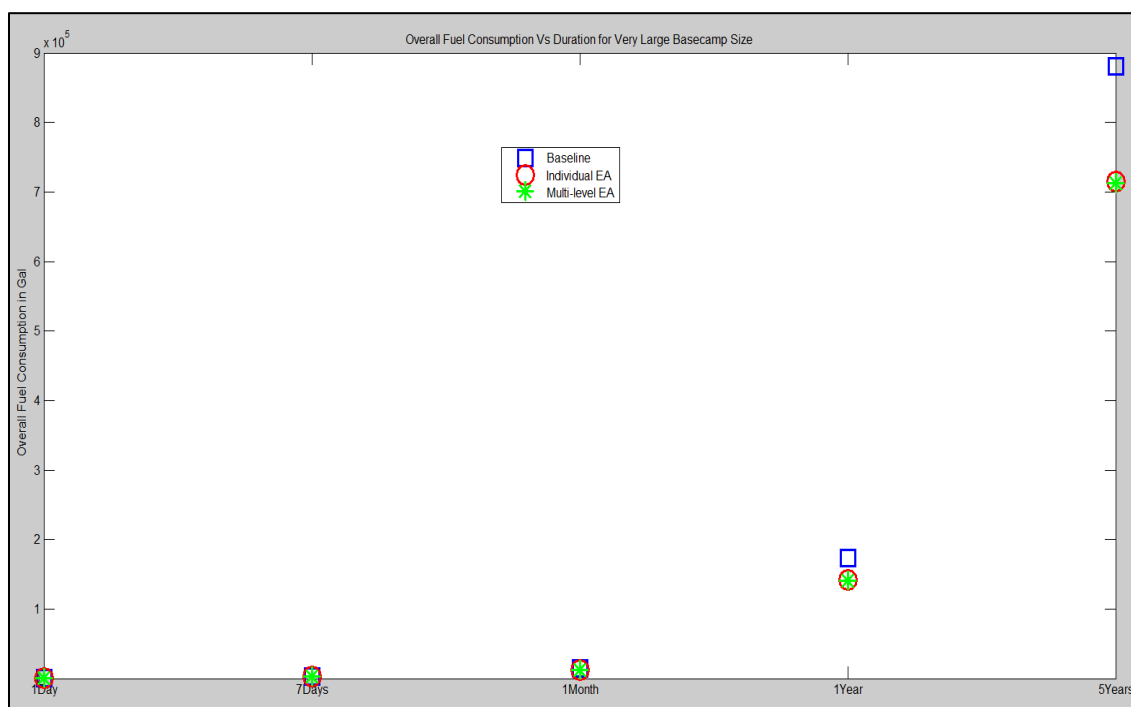 Overall Fuel Consumption Vs Duration for Very Large Basecamp Size
x 10^5
9
8
7
6
5
4
3
2
1
Overall Fuel Consumption in Gal
Baseline
Individual EA
Multi-level EA
1Day
7Days
1Month
1Year
5Years